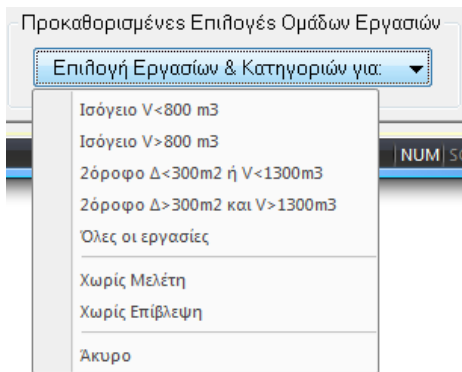 Προκαθορισμένες Επιλογές Ομάδων Εργασιών
Επιλογή Εργασίων & Κατηγοριών για:
Ισόγειο V<800 m3
Ισόγειο V>800 m3
2όροφο Δ<300m2 ή V<1300m3
2όροφο Δ>300m2 και V>1300m3
Όλες οι εργασίες
Χωρίς Μελέτη
Χωρίς Επίβλεψη
Άκυρο
NUM